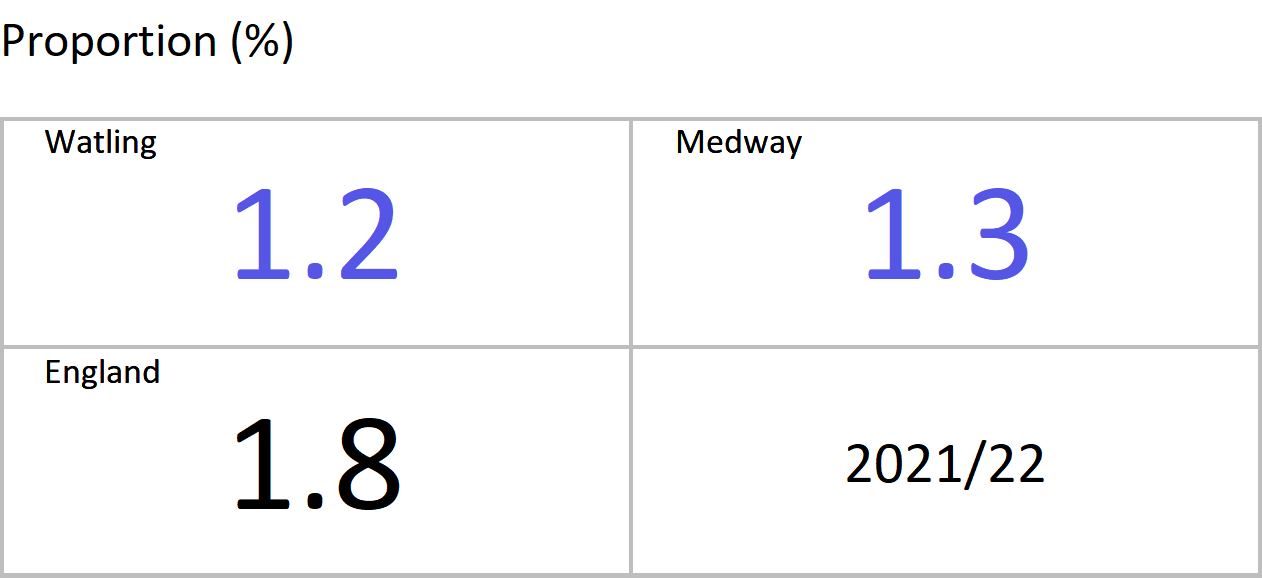 Proportion (%)
Watling
1.2
Medway
1.3
England
1.8
2021/22